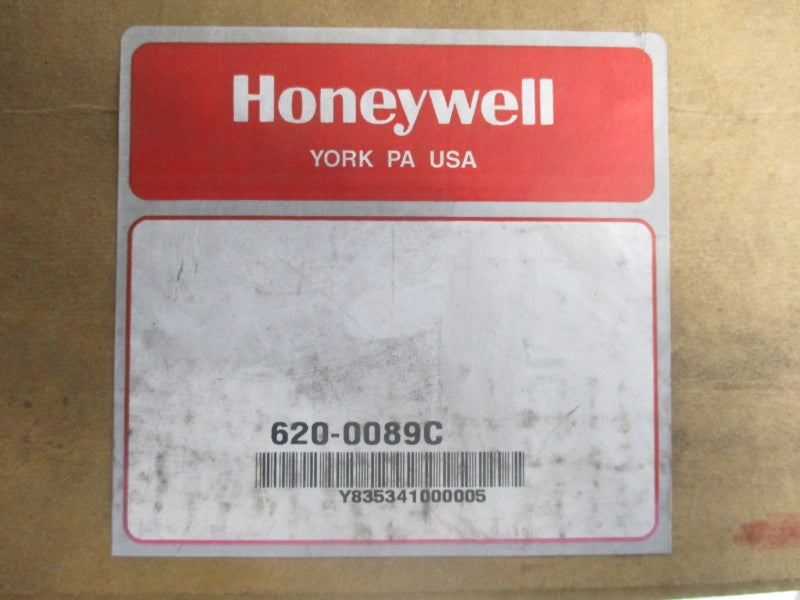 Honeywell
YORK PA USA
620-0089C
Y835341000005